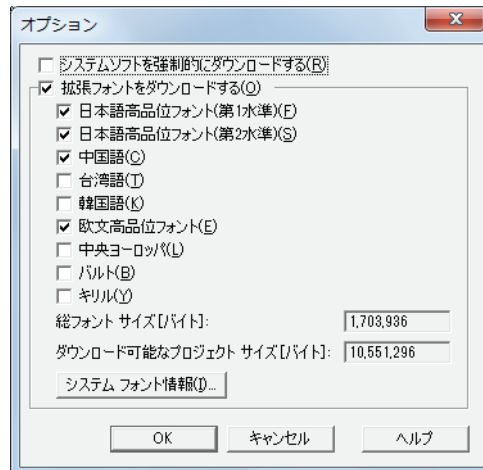 オプション
システムソフトを強制的にダウンロードする(R)
拡張フォントをダウンロードする(O)
日本語高品位フォント(第1水準)(F)
日本語高品位フォント(第2水準)(S)
中国語(C)
台湾語(T)
韓国語(K)
欧文高品位フォント(E)
中央ヨーロッパ(L)
バルト(B)
キリル(Y)
総フォント サイズ[バイト]: 1,703,936
ダウンロード可能なプロジェクト サイズ[バイト]: 10,551,296
システム フォント情報(I)...
OK キャンセル ヘルプ